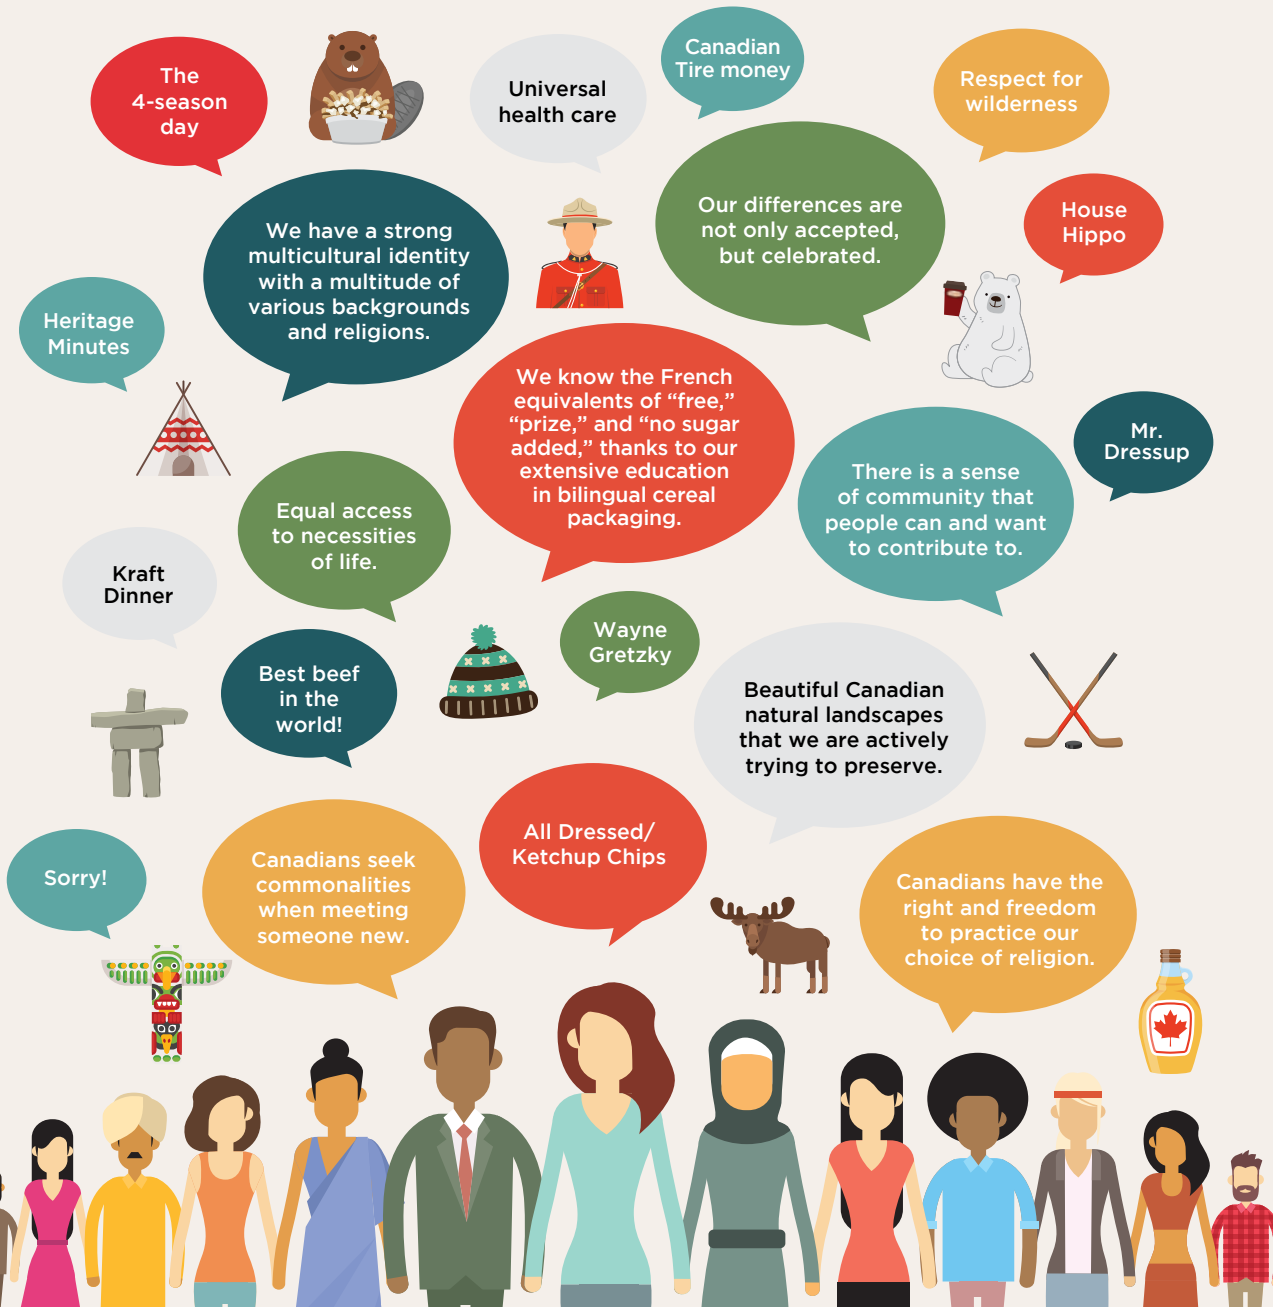 The
4-season
day
Universal
health care
Canadian
Tire money
Respect for
wilderness
We have a strong
multicultural identity
with a multitude of
various backgrounds
and religions.
Our differences are
not only accepted,
but celebrated.
House
Hippo
Heritage
Minutes
We know the French
equivalents of “free,”
“prize,” and “no sugar
added,” thanks to our
extensive education
in bilingual cereal
packaging.
Mr.
Dressup
There is a sense
of community that
people can and want
to contribute to.
Equal access
to necessities
of life.
Kraft
Dinner
Wayne
Gretzky
Best beef
in the
world!
Beautiful Canadian
natural landscapes
that we are actively
trying to preserve.
All Dressed/
Ketchup Chips
Sorry!
Canadians seek
commonalities
when meeting
someone new.
Canadians have the
right and freedom
to practice our
choice of religion.